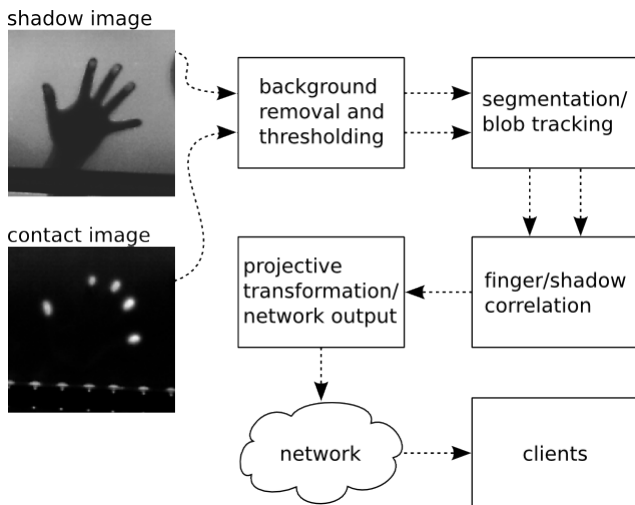 shadow image
background
removal and
thresholding
segmentation/
blob tracking
contact image
projective
transformation/
network output
finger/shadow
correlation
network
clients